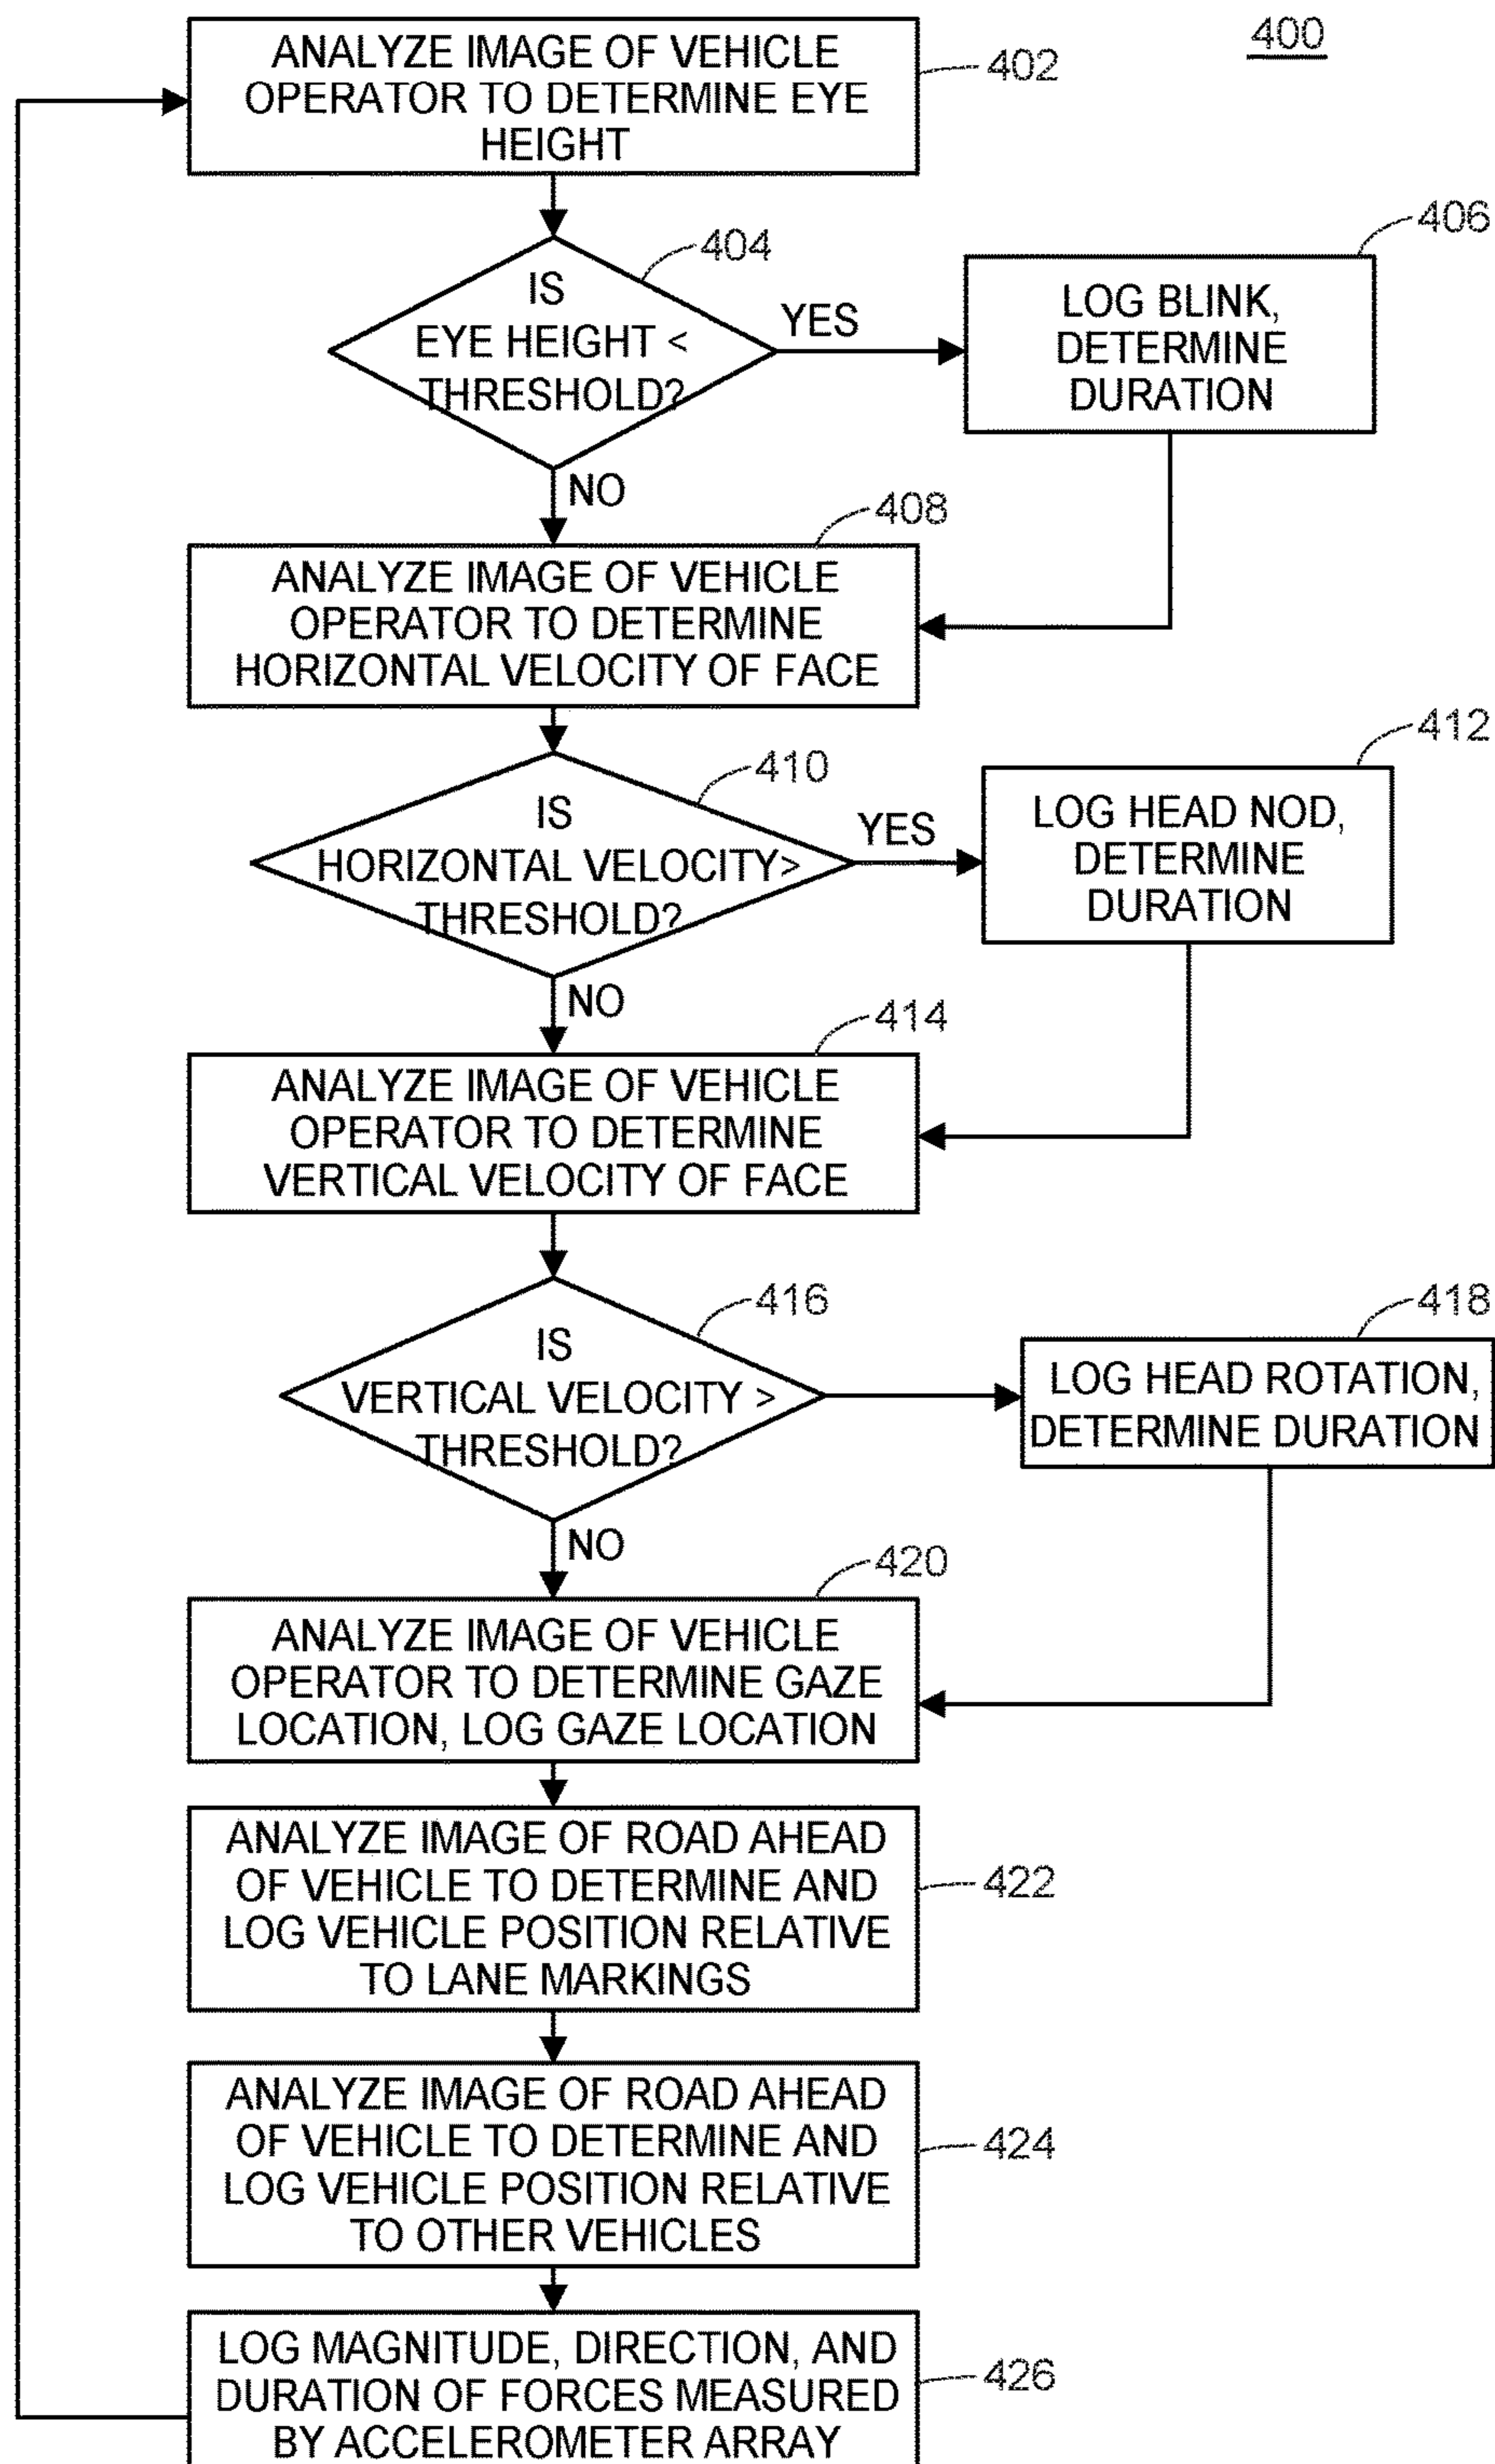 400
ANALYZE IMAGE OF VEHICLE
OPERATOR TO DETERMINE EYE
HEIGHT
402
IS
EYE HEIGHT <
THRESHOLD?
404
YES
LOG BLINK,
DETERMINE
DURATION
406
NO
ANALYZE IMAGE OF VEHICLE
OPERATOR TO DETERMINE
HORIZONTAL VELOCITY OF FACE
408
IS
HORIZONTAL VELOCITY>
THRESHOLD?
410
YES
LOG HEAD NOD,
DETERMINE
DURATION
412
NO
ANALYZE IMAGE OF VEHICLE
OPERATOR TO DETERMINE
VERTICAL VELOCITY OF FACE
414
IS
VERTICAL VELOCITY >
THRESHOLD?
416
LOG HEAD ROTATION,
DETERMINE DURATION
418
NO
ANALYZE IMAGE OF VEHICLE
OPERATOR TO DETERMINE GAZE
LOCATION, LOG GAZE LOCATION
420
ANALYZE IMAGE OF ROAD AHEAD
OF VEHICLE TO DETERMINE AND
LOG VEHICLE POSITION RELATIVE
TO LANE MARKINGS
422
ANALYZE IMAGE OF ROAD AHEAD
OF VEHICLE TO DETERMINE AND
LOG VEHICLE POSITION RELATIVE
TO OTHER VEHICLES
424
LOG MAGNITUDE, DIRECTION, AND
DURATION OF FORCES MEASURED
BY ACCELEROMETER ARRAY
426